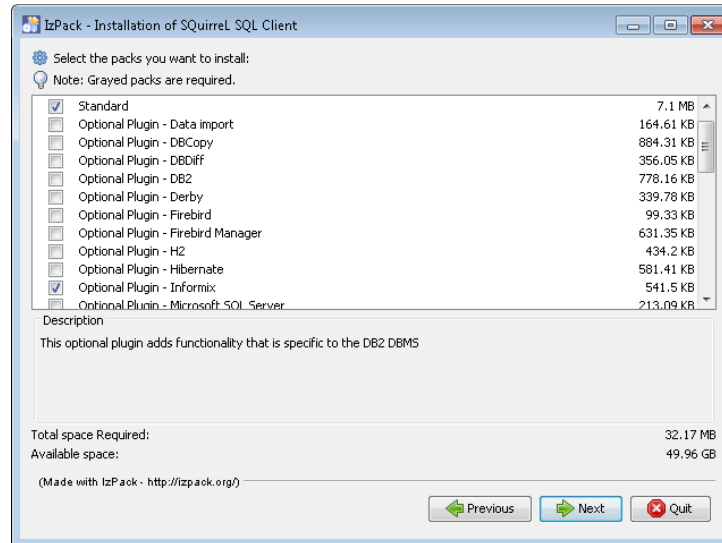 IzPack - Installation of SQuirreL SQL Client
Select the packs you want to install:
Note: Grayed packs are required.
Standard 7.1 MB
Optional Plugin - Data import 164.61 KB
Optional Plugin - DBCopy 884.31 KB
Optional Plugin - DBDiff 356.05 KB
Optional Plugin - DB2 778.16 KB
Optional Plugin - Derby 339.78 KB
Optional Plugin - Firebird 99.33 KB
Optional Plugin - Firebird Manager 631.35 KB
Optional Plugin - H2 434.2 KB
Optional Plugin - Hibernate 581.41 KB
Optional Plugin - Informix 541.5 KB
Optional Plugin - Microsoft SQL Server 213.09 KB
Description
This optional plugin adds functionality that is specific to the DB2 DBMS
Total space Required: 32.17 MB
Available space: 49.96 GB
(Made with IzPack - http://izpack.org/)
Previous Next Quit